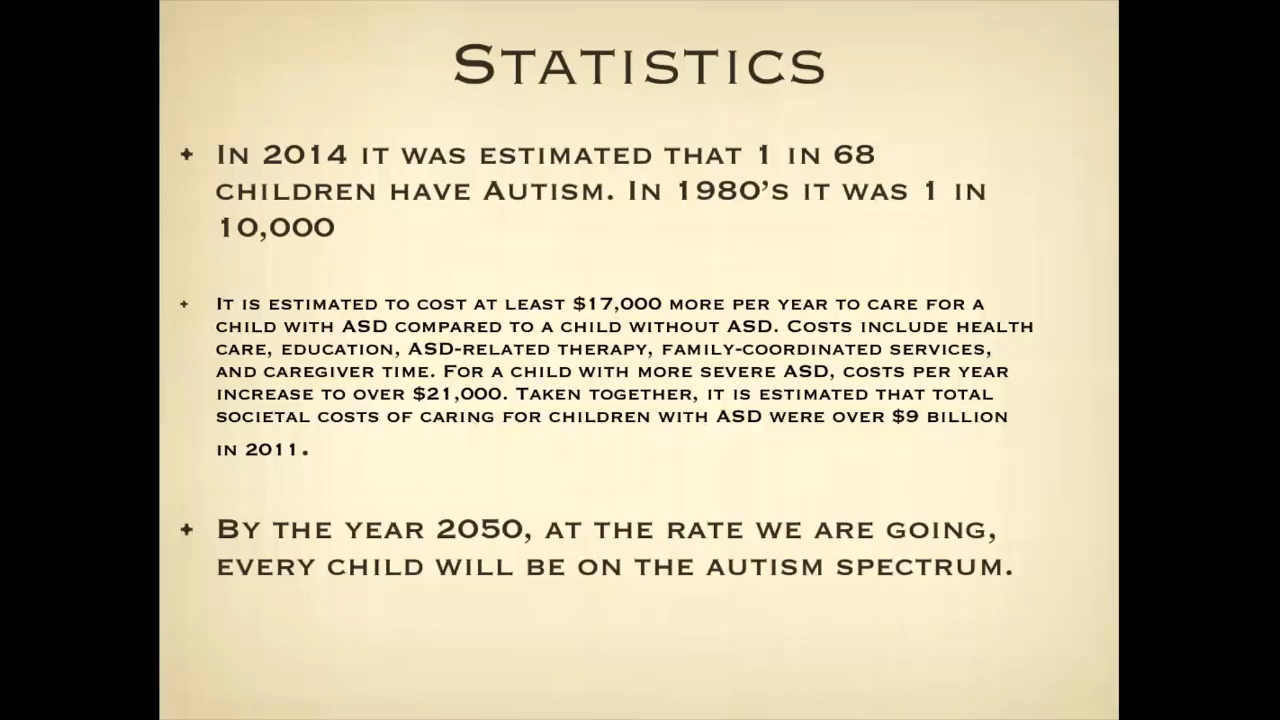 Statistics
In 2014 it was estimated that 1 in 68
children have Autism. In 1980's it was 1 in
10,000
It is estimated to cost at least $17,000 more per year to care for a
child with ASD compared to a child without ASD. Costs include health
care, education, ASD-related therapy, family-coordinated services,
and caregiver time. For a child with more severe ASD, costs per year
increase to over $21,000. Taken together, it is estimated that total
societal costs of caring for children with ASD were over $9 billion
in 2011.
By the year 2050, at the rate we are going,
every child will be on the autism spectrum.